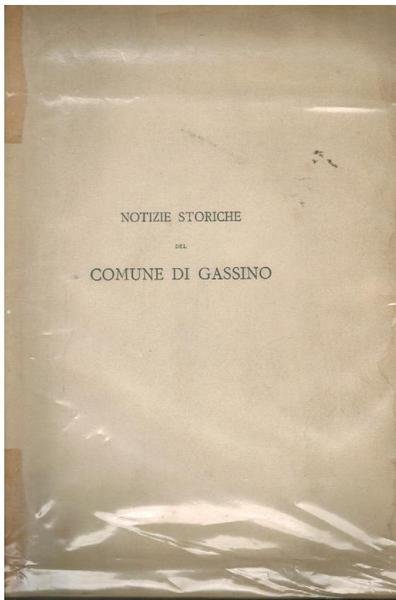 NOTIZIE STORICHE
DEL
COMUNE DI GASSINO